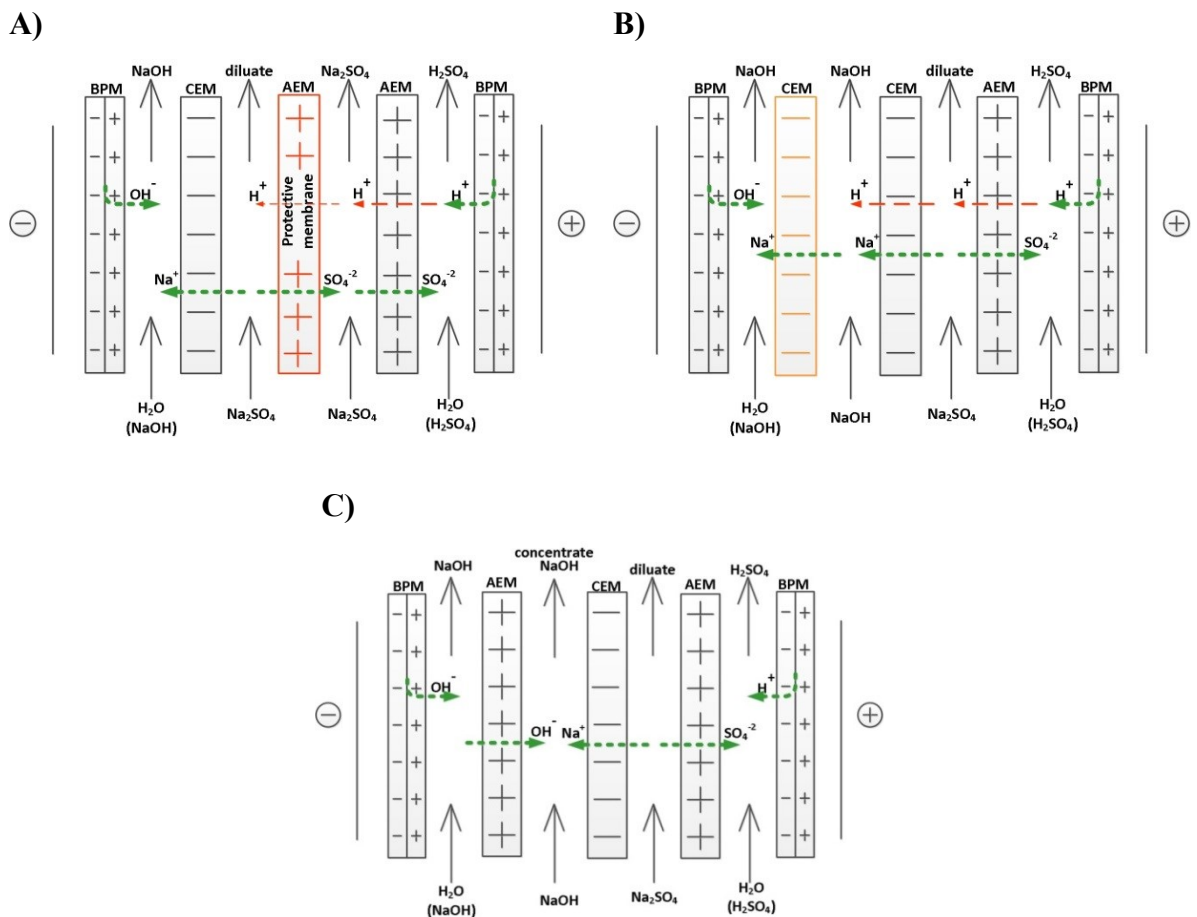 A)
NaOH diluate Na₂SO₄ H₂SO₄
BPM CEM AEM AEM BPM
OH⁻ H⁺ H⁺ H⁺
Protective
membrane
Na⁺ SO₄⁻² SO₄⁻²
H₂O
(NaOH)
Na₂SO₄
Na₂SO₄
H₂O
(H₂SO₄)
B)
NaOH NaOH diluate H₂SO₄
BPM CEM CEM AEM BPM
OH⁻ H⁺ H⁺ H⁺
Na⁺ Na⁺ SO₄⁻²
H₂O
(NaOH)
NaOH
Na₂SO₄
H₂O
(H₂SO₄)
C)
NaOH
concentrate
NaOH
diluate H₂SO₄
BPM AEM CEM AEM BPM
OH⁻ H⁺
OH⁻ Na⁺ SO₄⁻²
H₂O
(NaOH)
NaOH
Na₂SO₄
H₂O
(H₂SO₄)